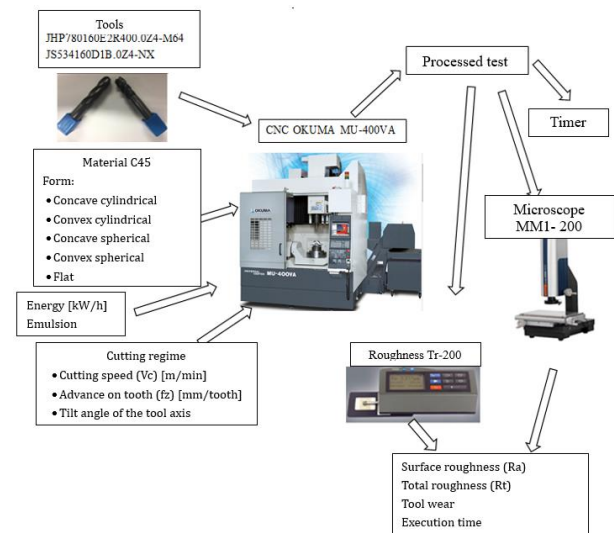 Tools
JHP780160E2R400.0Z4-M64
JS534160D1B.0Z4-NX
Processed test
Timer
CNC OKUMA MU-400VA
Material C45
Form:
•Concave cylindrical
•Convex cylindrical
•Concave spherical
•Convex spherical
•Flat
OKUMA
MU-400VA
Microscope
MM1- 200
Energy [kW/h]
Emulsion
Cutting regime
•Cutting speed (Vc) [m/min]
•Advance on tooth (fz) [mm/tooth]
•Tilt angle of the tool axis
Roughness Tr-200
Surface roughness (Ra)
Total roughness (Rt)
Tool wear
Execution time